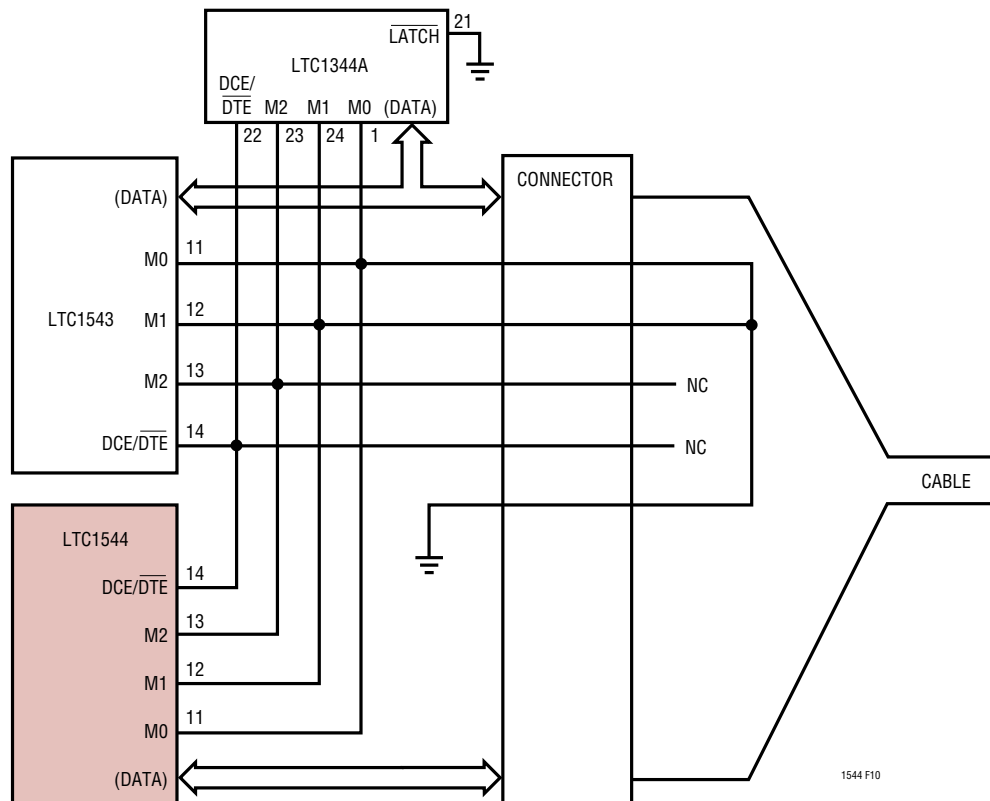 LATCH
21
LTC1344A
DCE/
DTE M2 M1 M0 (DATA)
22 23 24 1
CONNECTOR
(DATA)
M0 11
LTC1543
M1 12
M2 13
NC
DCE/DTE 14
NC
CABLE
LTC1544
DCE/DTE 14
M2 13
M1 12
M0 11
(DATA)
1544 F10